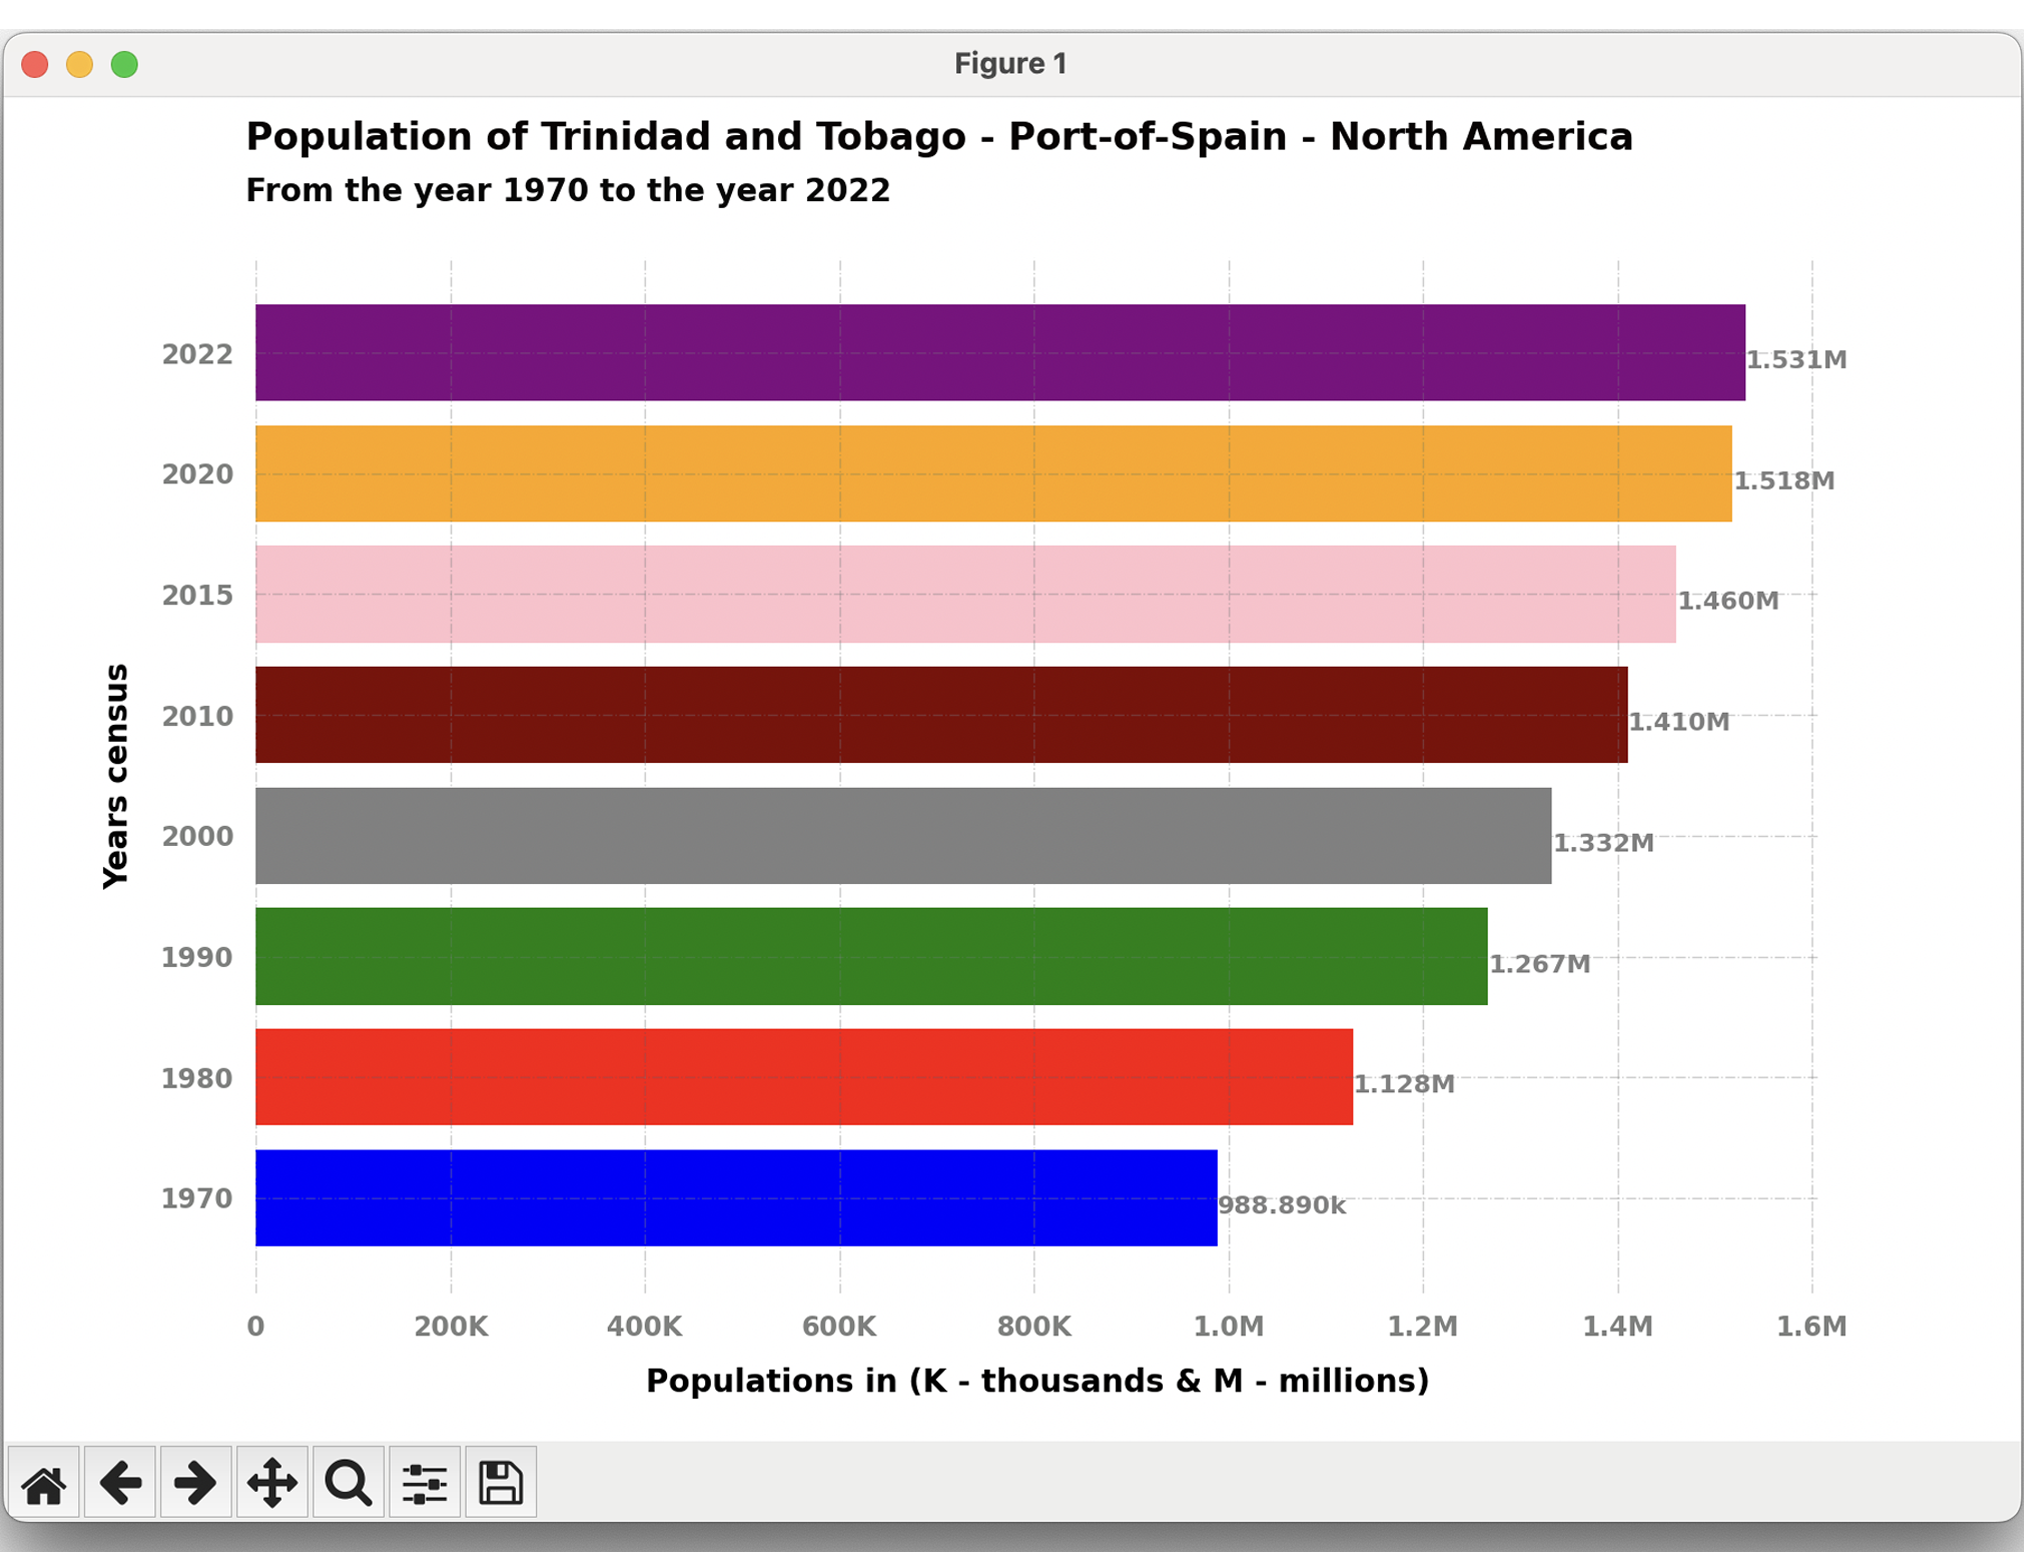 Figure 1
Population of Trinidad and Tobago - Port-of-Spain - North America
From the year 1970 to the year 2022
2022
1.531M
2020
1.518M
2015
1.460M
2010
1.410M
Years census
2000
1.332M
1990
1.267M
1980
1.128M
1970
988.890k
0 200K 400K 600K 800K 1.0M 1.2M 1.4M 1.6M
Populations in (K - thousands & M - millions)